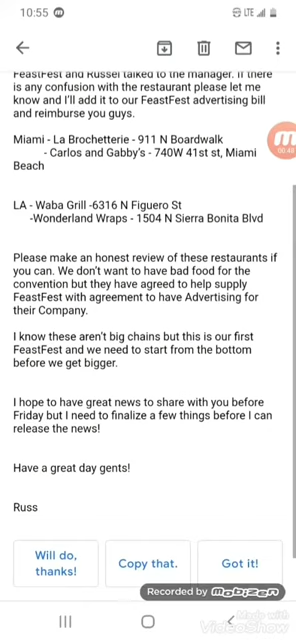 10:55
LTE
FeastFest and Russel talked to the manager. If there
is any confusion with the restaurant please let me
know and I'll add it to our FeastFest advertising bill
and reimburse you guys.
Miami - La Brochetterie - 911 N Boardwalk
- Carlos and Gabby's - 740W 41st st, Miami
Beach
00:49
LA - Waba Grill -6316 N Figuero St
-Wonderland Wraps - 1504 N Sierra Bonita Blvd
Please make an honest review of these restaurants if
you can. We don't want to have bad food for the
convention but they have agreed to help supply
FeastFest with agreement to have Advertising for
their Company.
I know these aren't big chains but this is our first
FeastFest and we need to start from the bottom
before we get bigger.
I hope to have great news to share with you before
Friday but I need to finalize a few things before I can
release the news!
Have a great day gents!
Russ
Will do,
thanks!
Copy that.
Got it!
Recorded by mobizen
Made with
VideoShow